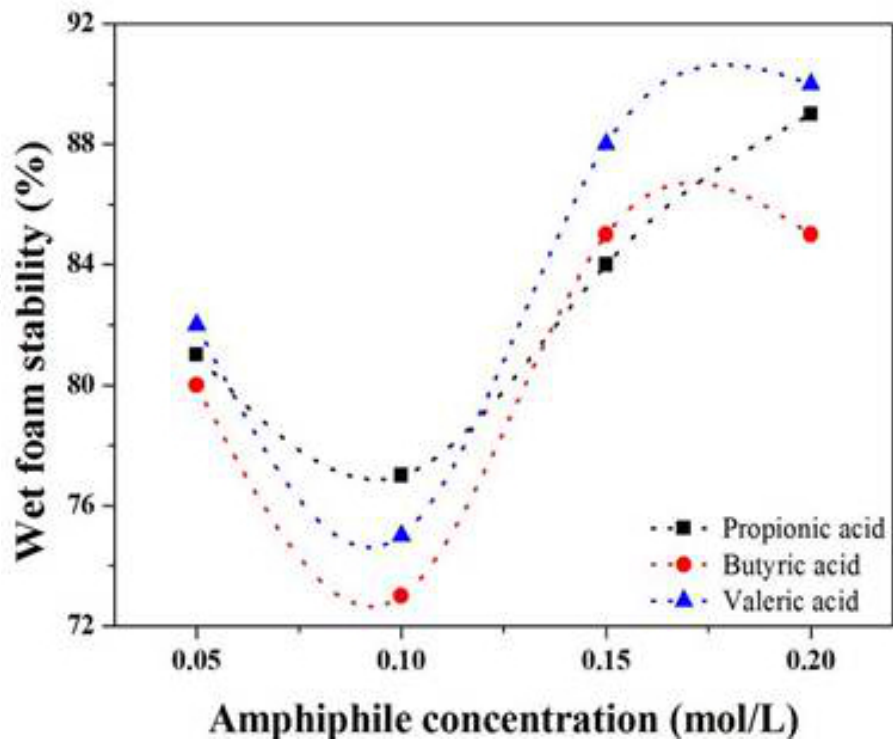 92
88
84
80
76
72
Wet foam stability (%)
Propionic acid
Butyric acid
Valeric acid
0.05 0.10 0.15 0.20
Amphiphile concentration (mol/L)